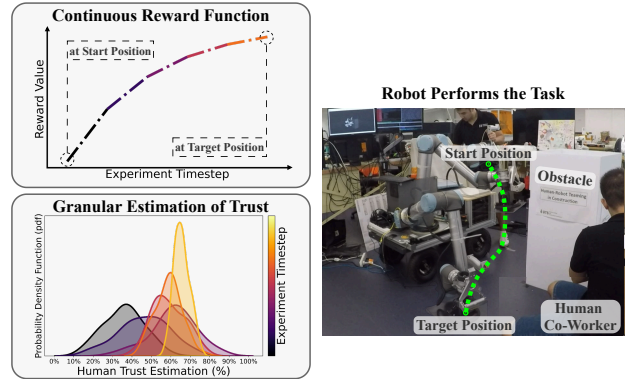 Continuous Reward Function
Reward Value
at Start Position
at Target Position
Experiment Timestep
Granular Estimation of Trust
Probability Density Function (pdf)
0%
10%
20%
30%
40%
50%
60%
70%
80%
90%
100%
Human Trust Estimation (%)
Experiment Timestep
Robot Performs the Task
Start Position
Obstacle
Human-Robot Teaming
in Construction
Target Position
Human
Co-Worker